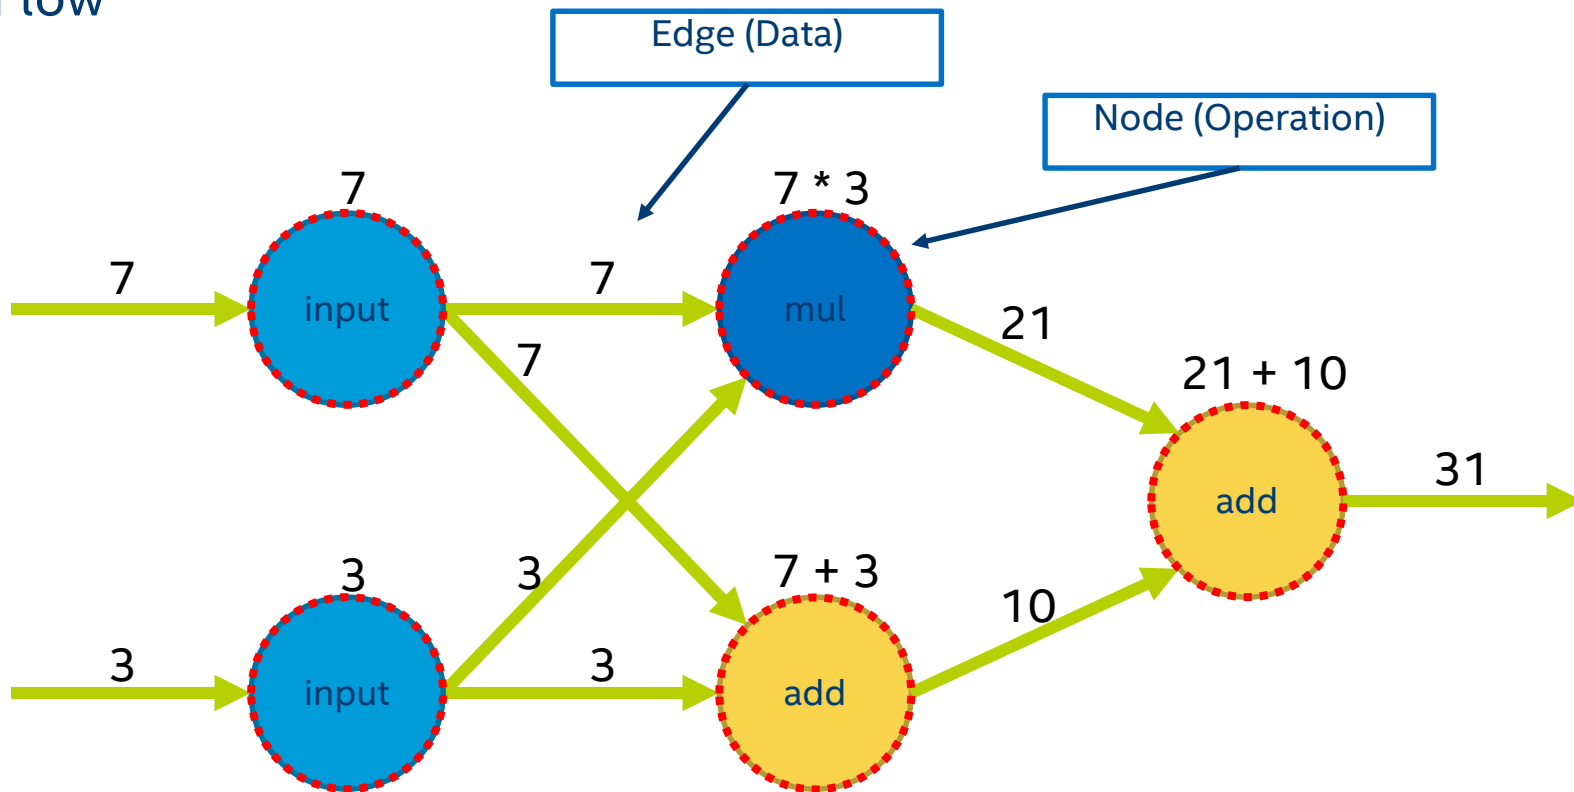 Edge (Data)
Node (Operation)
7
7 * 3
7
input
7
mul
7
21
21 + 10
add
31
3
3
7 + 3
10
3
input
3
add